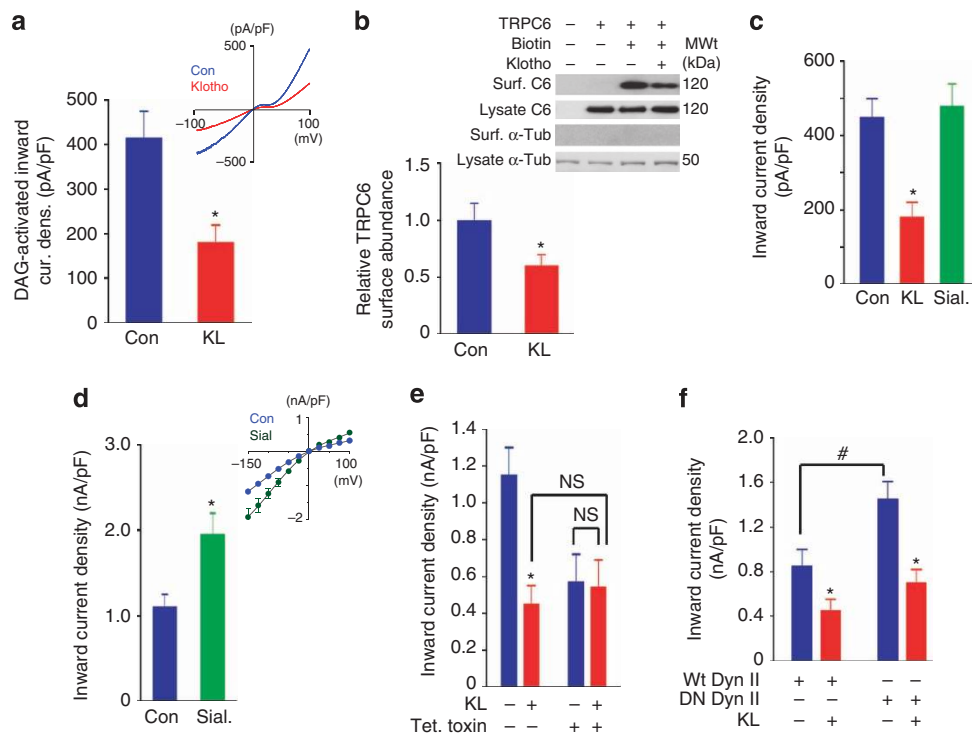 a
(pA/pF)
500
Con
Klotho
–100
100
(mV)
–500
DAG-activated inward
cur. dens. (pA/pF)
500
400
300
200
100
0
*
Con
KL
b
TRPC6 – + + +
Biotin – – + +
Klotho – – – +
MWt
(kDa)
Surf. C6
120
Lysate C6
120
Surf. α-Tub
Lysate α-Tub
50
Relative TRPC6
surface abundance
1.5
1.0
0.5
0
*
Con
KL
c
Inward current density
(pA/pF)
600
400
200
0
*
Con
KL
Sial.
d
(nA/pF)
1
Con
Sial
–150
100
(mV)
–2
Inward current density (nA/pF)
3.0
2.0
1.0
0
*
Con
Sial.
e
Inward current density (nA/pF)
1.4
1.2
1.0
0.8
0.6
0.4
0.2
0
NS
NS
*
KL – + – +
Tet. toxin – – + +
f
Inward current density
(nA/pF)
2.0
1.6
1.2
0.8
0.4
0
#
*
*
Wt Dyn II + + – –
DN Dyn II – – + +
KL – + – +